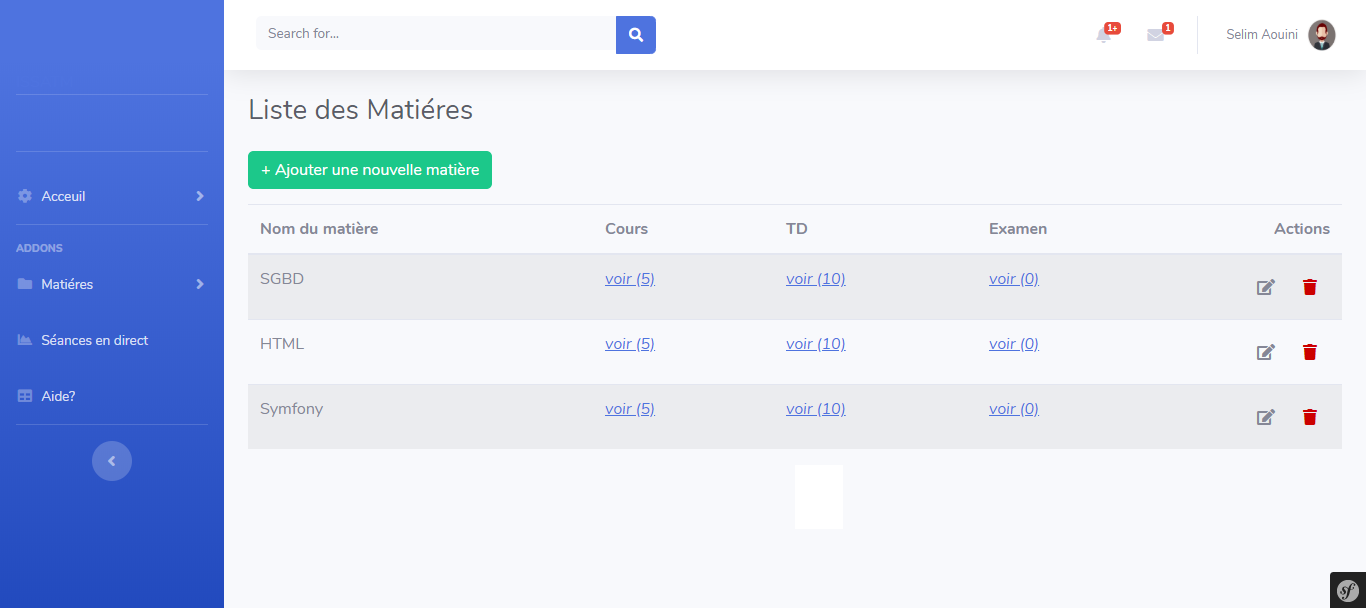 Search for...
1+
1
Selim Aouini
Acceuil
ADDONS
Matiéres
Séances en direct
Aide?
Liste des Matiéres
+ Ajouter une nouvelle matière
Nom du matière Cours TD Examen Actions
SGBD voir (5) voir (10) voir (0)
HTML voir (5) voir (10) voir (0)
Symfony voir (5) voir (10) voir (0)
sf